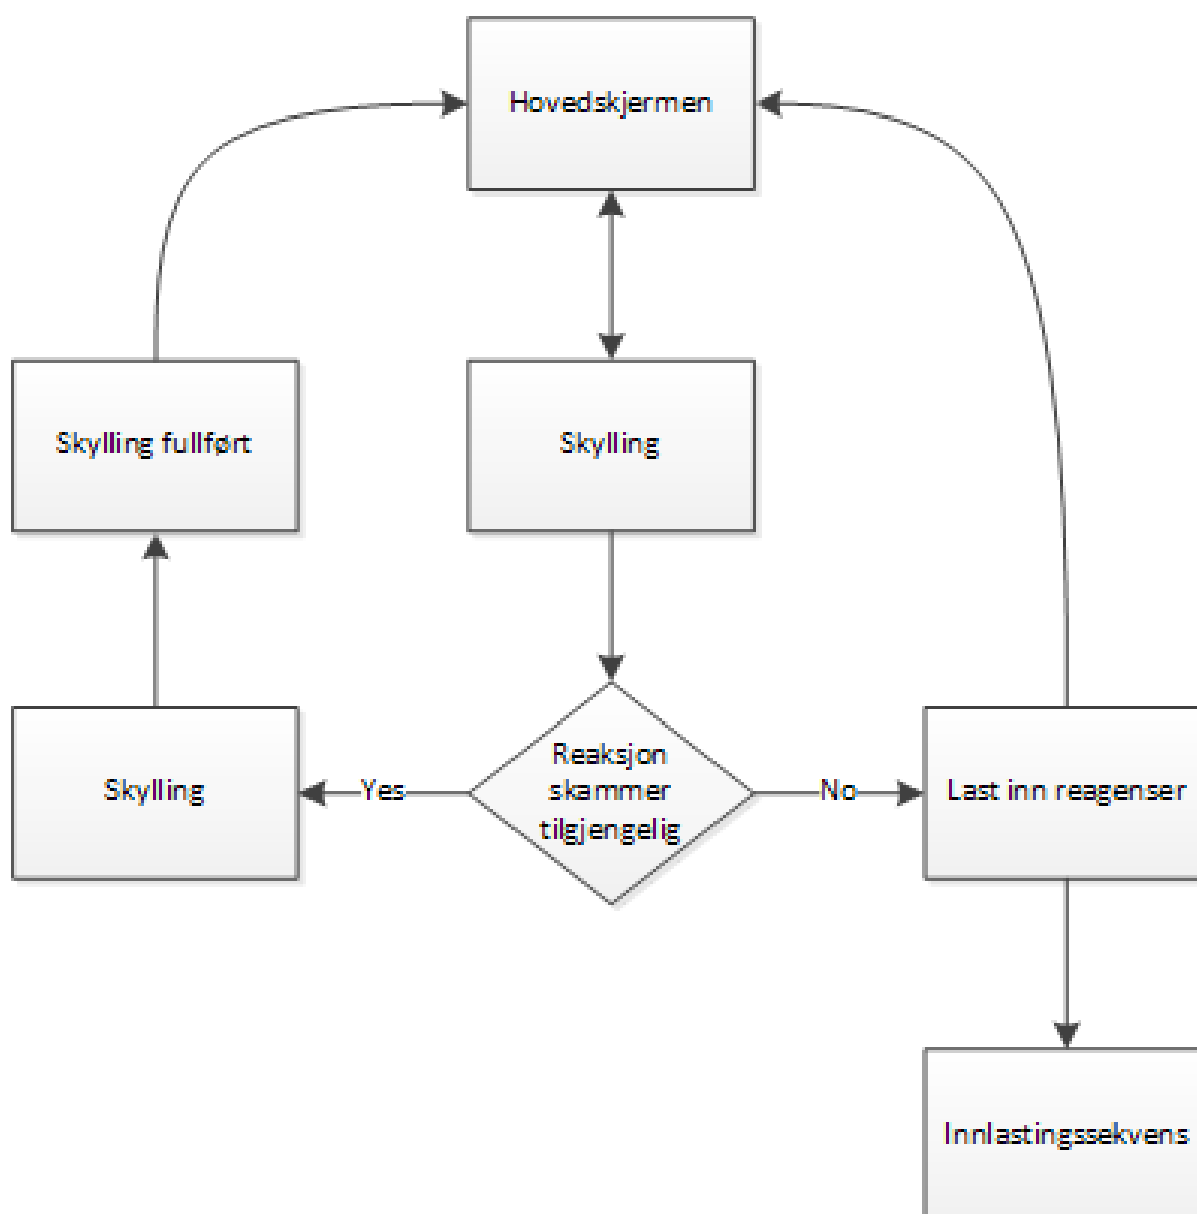 Hovedskjermen
Skylling fullført
Skylling
Reaksjon
skammer
tilgjengelig
Skylling
Yes
No
Last inn reagenser
Innlastingssekvens